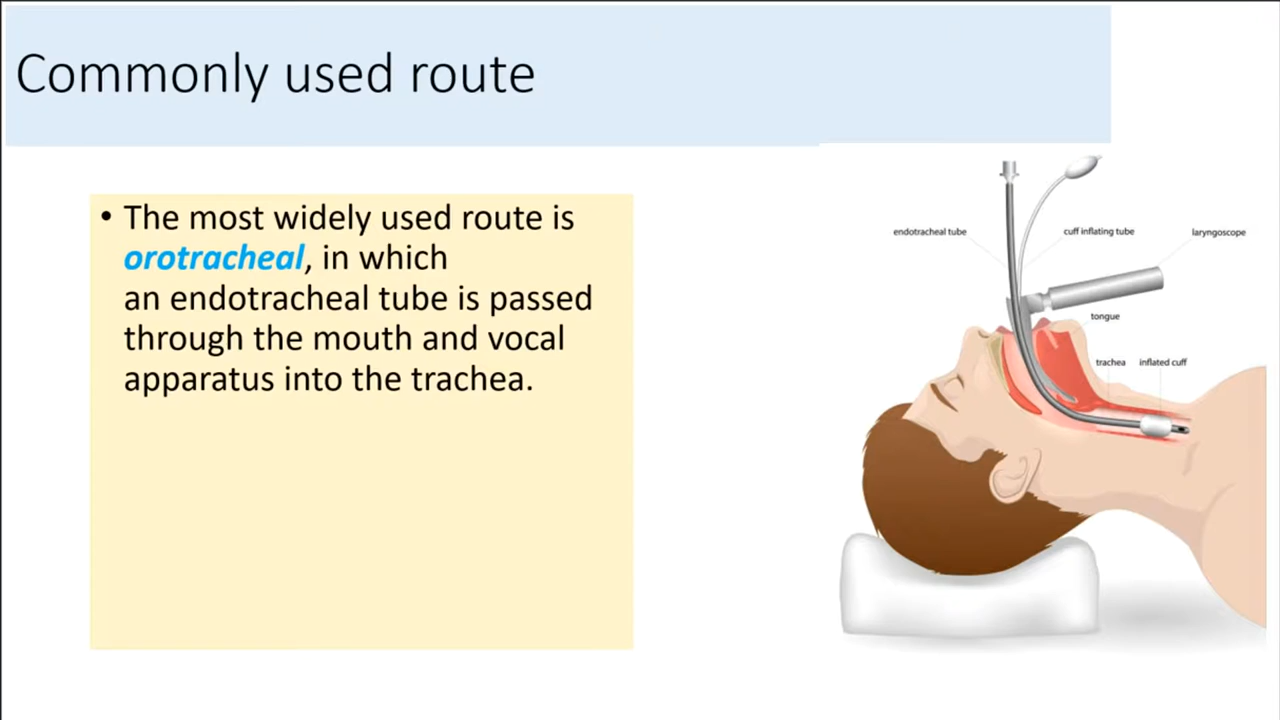 Commonly used route
• The most widely used route is
orotracheal, in which
an endotracheal tube is passed
through the mouth and vocal
apparatus into the trachea.
endotracheal tube
cuff inflating tube
laryngoscope
tongue
trachea
inflated cuff